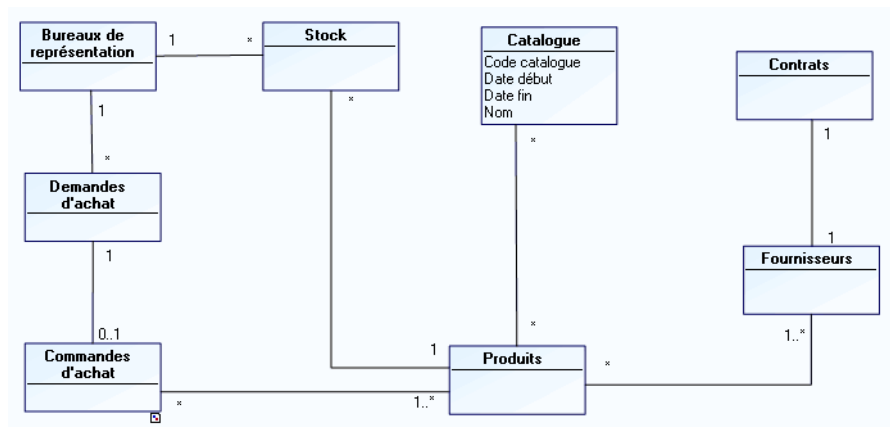 Bureaux de
représentation
1
*
Stock
Catalogue
Code catalogue
Date début
Date fin
Nom
Contrats
1
*
*
*
1
Demandes
d'achat
1
1
Fournisseurs
0..1
*
1..*
Commandes
d'achat
1
Produits
*
*
1..*